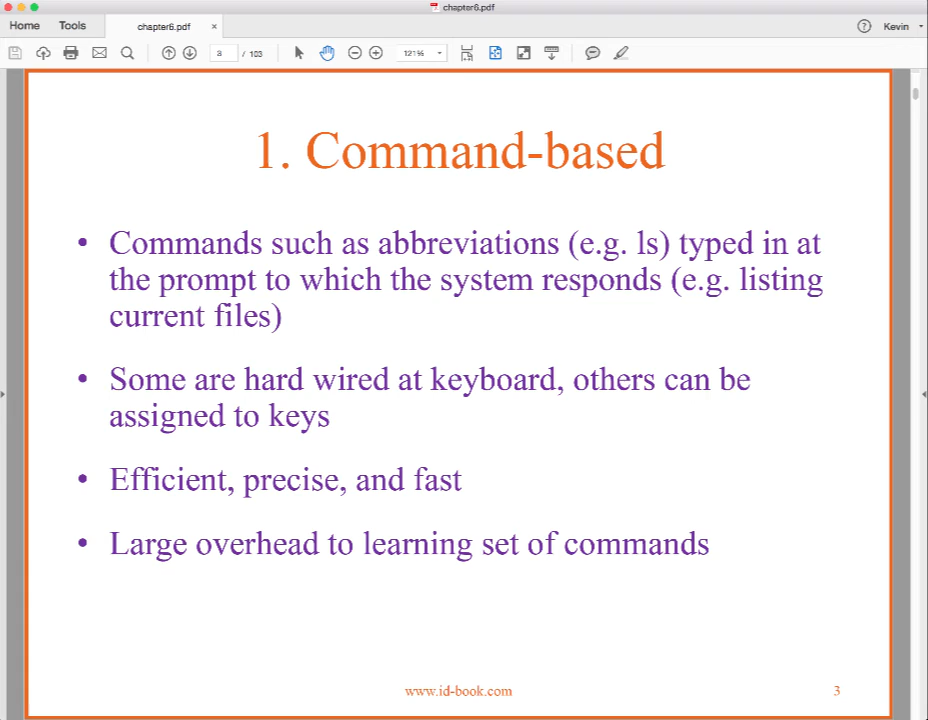 chapter6.pdf
Home Tools chapter6.pdf × ? Kevin
3 / 103 121%
1. Command-based
• Commands such as abbreviations (e.g. ls) typed in at
the prompt to which the system responds (e.g. listing
current files)
• Some are hard wired at keyboard, others can be
assigned to keys
• Efficient, precise, and fast
• Large overhead to learning set of commands
www.id-book.com 3